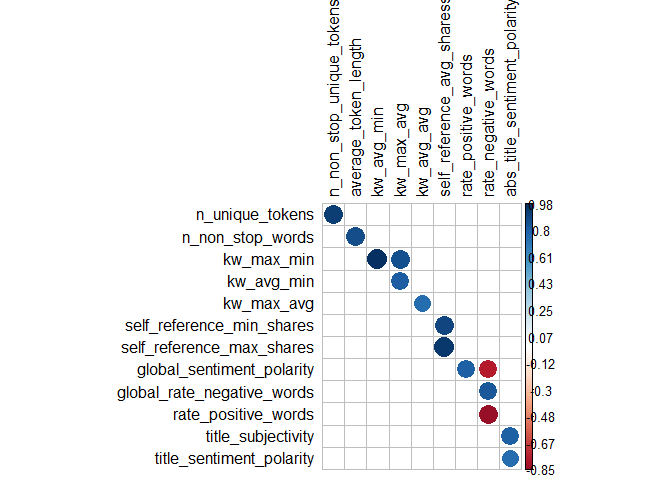 n_non_stop_unique_tokens
average_token_length
kw_avg_min
kw_max_avg
kw_avg_avg
self_reference_avg_sharess
rate_positive_words
rate_negative_words
abs_title_sentiment_polarity
n_unique_tokens
n_non_stop_words
kw_max_min
kw_avg_min
kw_max_avg
self_reference_min_shares
self_reference_max_shares
global_sentiment_polarity
global_rate_negative_words
rate_positive_words
title_subjectivity
title_sentiment_polarity
0.98
0.8
0.61
0.43
0.25
0.07
-0.12
-0.3
-0.48
-0.67
-0.85